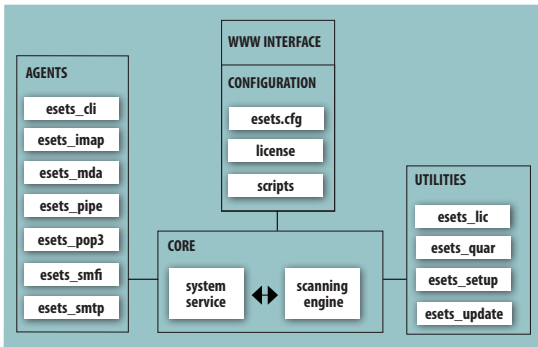 WWW INTERFACE
CONFIGURATION
esets.cfg
license
scripts
AGENTS
esets_cli
esets_imap
esets_mda
esets_pipe
esets_pop3
esets_smfi
esets_smtp
CORE
system
service
scanning
engine
UTILITIES
esets_lic
esets_quar
esets_setup
esets_update